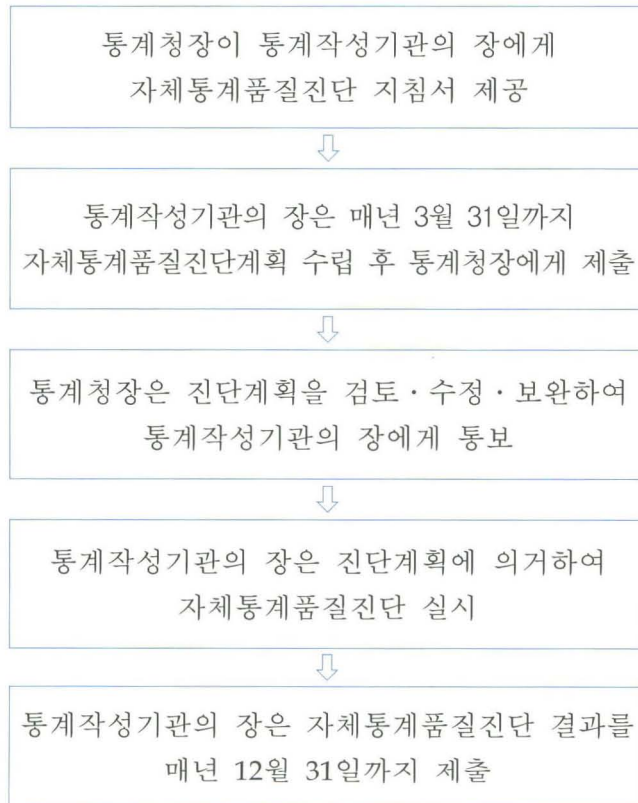 통계청장이 통계작성기관의 장에게
자체통계품질진단 지침서 제공
⇩
통계작성기관의 장은 매년 3월 31일까지
자체통계품질진단계획 수립 후 통계청장에게 제출
⇩
통계청장은 진단계획을 검토·수정·보완하여
통계작성기관의 장에게 통보
⇩
통계작성기관의 장은 진단계획에 의거하여
자체통계품질진단 실시
⇩
통계작성기관의 장은 자체통계품질진단 결과를
매년 12월 31일까지 제출